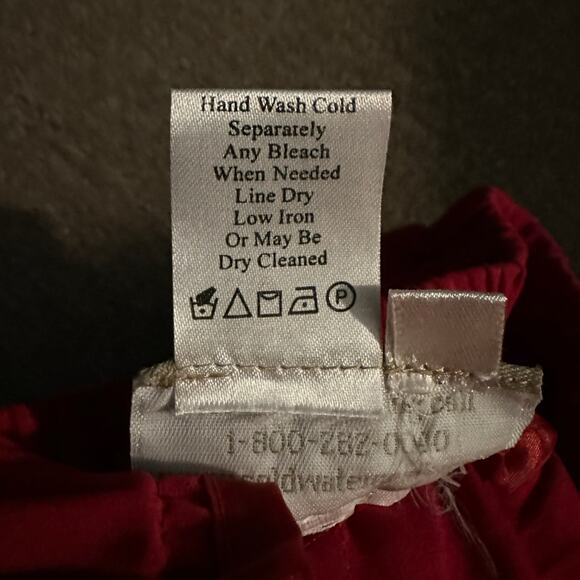 Hand Wash Cold
Separately
Any Bleach
When Needed
Line Dry
Low Iron
Or May Be
Dry Cleaned
P
1-800-282-